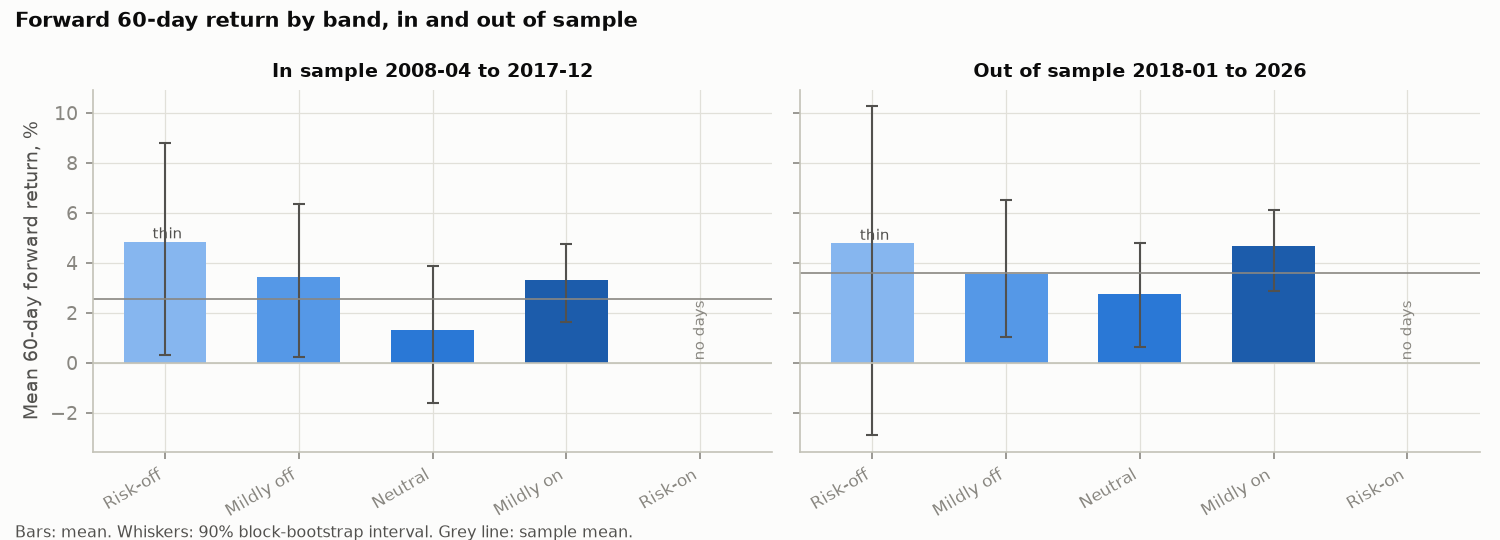 Forward 60-day return by band, in and out of sample
In sample 2008-04 to 2017-12
Mean 60-day forward return, %
10
8
6
4
2
0
−2
thin
no days
Risk-off
Mildly off
Neutral
Mildly on
Risk-on
Out of sample 2018-01 to 2026
thin
no days
Risk-off
Mildly off
Neutral
Mildly on
Risk-on
Bars: mean. Whiskers: 90% block-bootstrap interval. Grey line: sample mean.